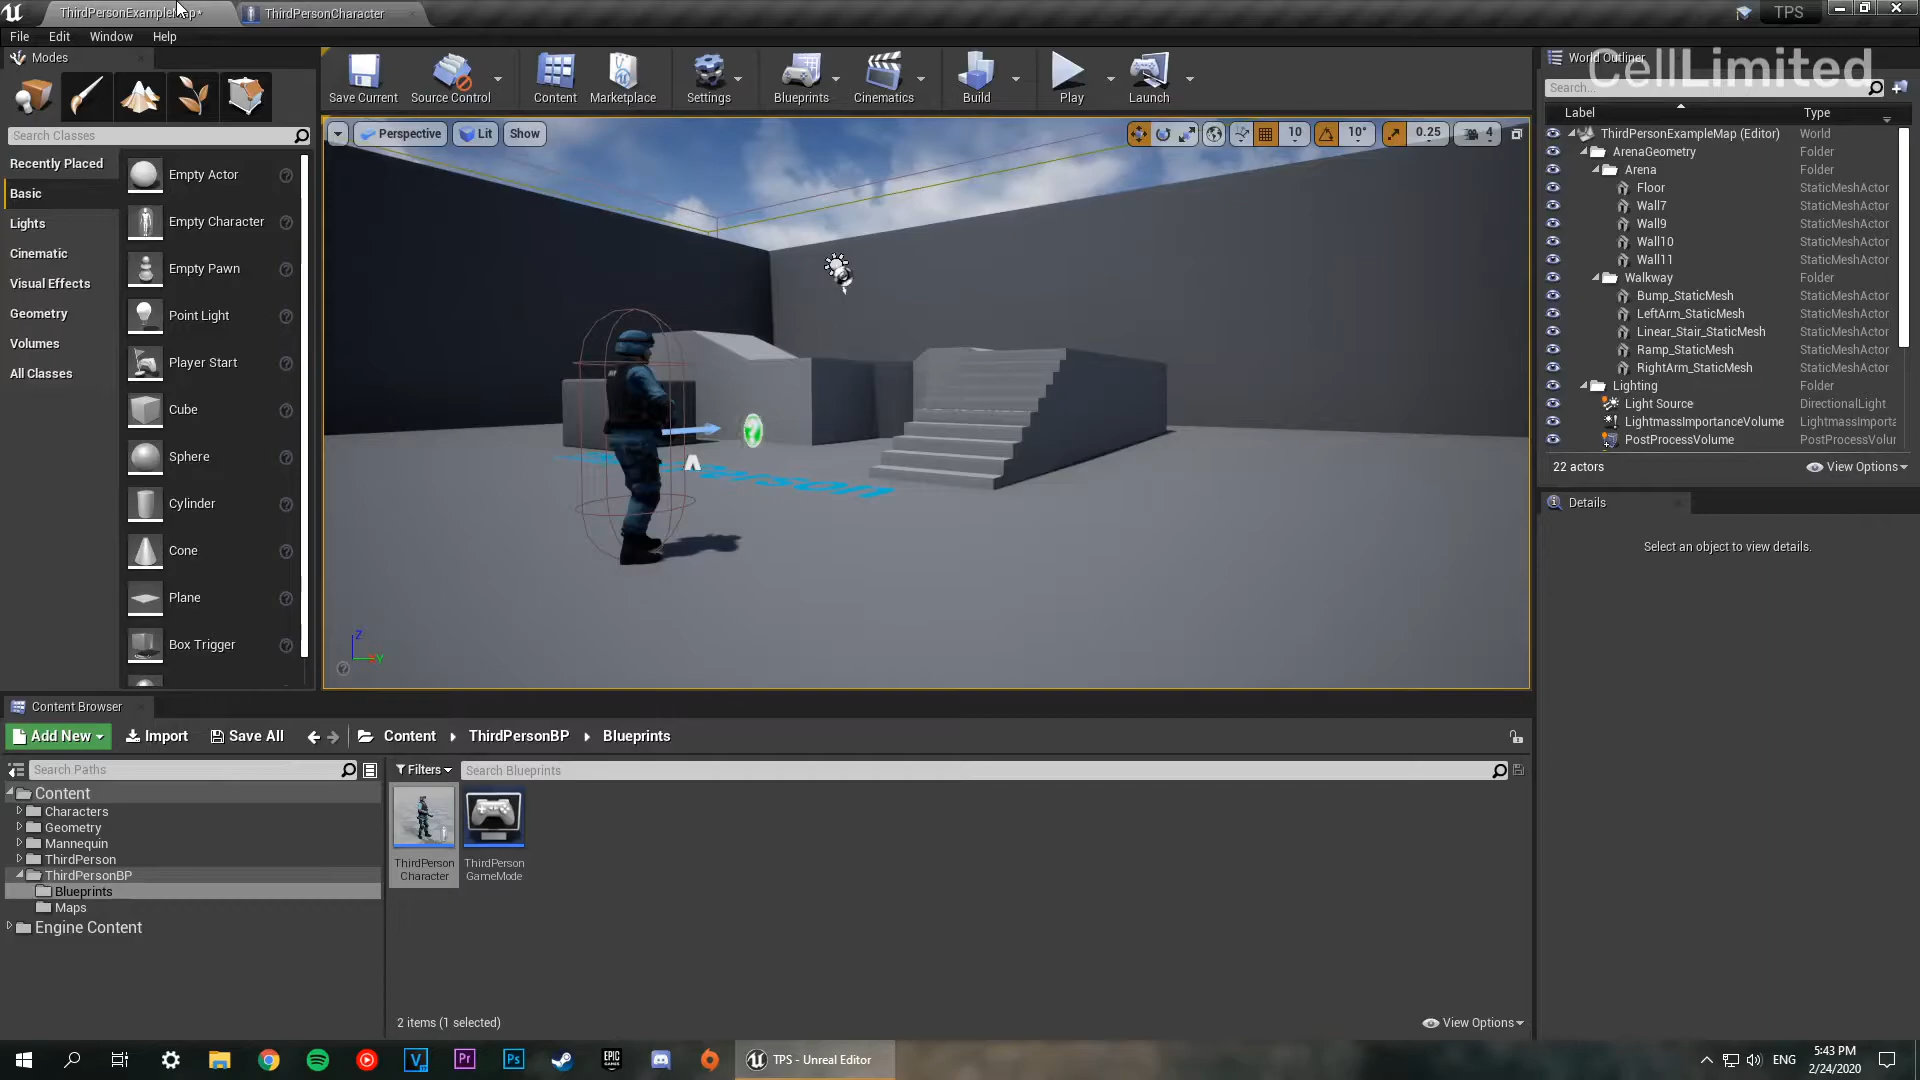 ThirdPersonExampleMap*
ThirdPersonCharacter
TPS
File Edit Window Help
Modes
Save Current
Source Control
Content
Marketplace
Settings
Blueprints
Cinematics
Build
Play
Launch
Search Classes
Recently Placed
Basic
Lights
Cinematic
Visual Effects
Geometry
Volumes
All Classes
Empty Actor
Empty Character
Empty Pawn
Point Light
Player Start
Cube
Sphere
Cylinder
Cone
Plane
Box Trigger
Perspective
Lit
Show
10
10°
0.25
4
Z
Y
World Outliner
CellLimited
Search...
Label Type
ThirdPersonExampleMap (Editor) World
ArenaGeometry Folder
Arena Folder
Floor StaticMeshActor
Wall7 StaticMeshActor
Wall9 StaticMeshActor
Wall10 StaticMeshActor
Wall11 StaticMeshActor
Walkway Folder
Bump_StaticMesh StaticMeshActor
LeftArm_StaticMesh StaticMeshActor
Linear_Stair_StaticMesh StaticMeshActor
Ramp_StaticMesh StaticMeshActor
RightArm_StaticMesh StaticMeshActor
Lighting Folder
Light Source DirectionalLight
LightmassImportanceVolume LightmassImporta
PostProcessVolume PostProcessVolur
22 actors
View Options
Details
Select an object to view details.
Content Browser
Add New
Import
Save All
Content
ThirdPersonBP
Blueprints
Search Paths
Filters
Search Blueprints
Content
Characters
Geometry
Mannequin
ThirdPerson
ThirdPersonBP
Blueprints
Maps
Engine Content
ThirdPerson
Character
ThirdPerson
GameMode
2 items (1 selected)
View Options
TPS - Unreal Editor
ENG
5:43 PM
2/24/2020